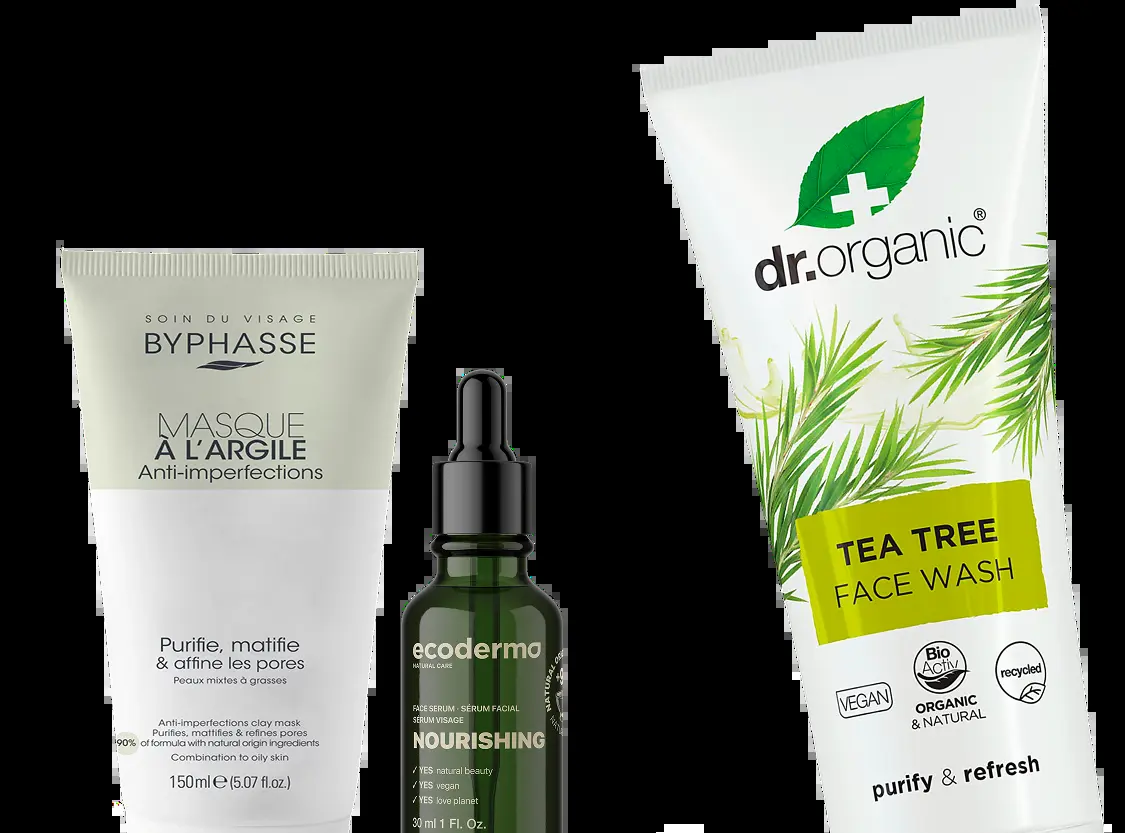 SOIN DU VISAGE
BYPHASSE
MASQUE
À L'ARGILE
Anti-imperfections
Purifie, matifie
& affine les pores
Peaux mixtes à grasses
Anti-imperfections clay mask
Purifies, mattifies & refines pores
90% of formula with natural origin ingredients
Combination to oily skin
150 ml ℮ (5.07 fl.oz.)
ecoderma
NATURAL CARE
FACE SERUM · SÉRUM FACIAL
SÉRUM VISAGE
NOURISHING
✓ YES natural beauty
✓ YES vegan
✓ YES love planet
30 ml 1 Fl. Oz.
NATURAL
dr.organic®
TEA TREE
FACE WASH
VEGAN
Bio
Activ
ORGANIC
& NATURAL
recycled
purify & refresh